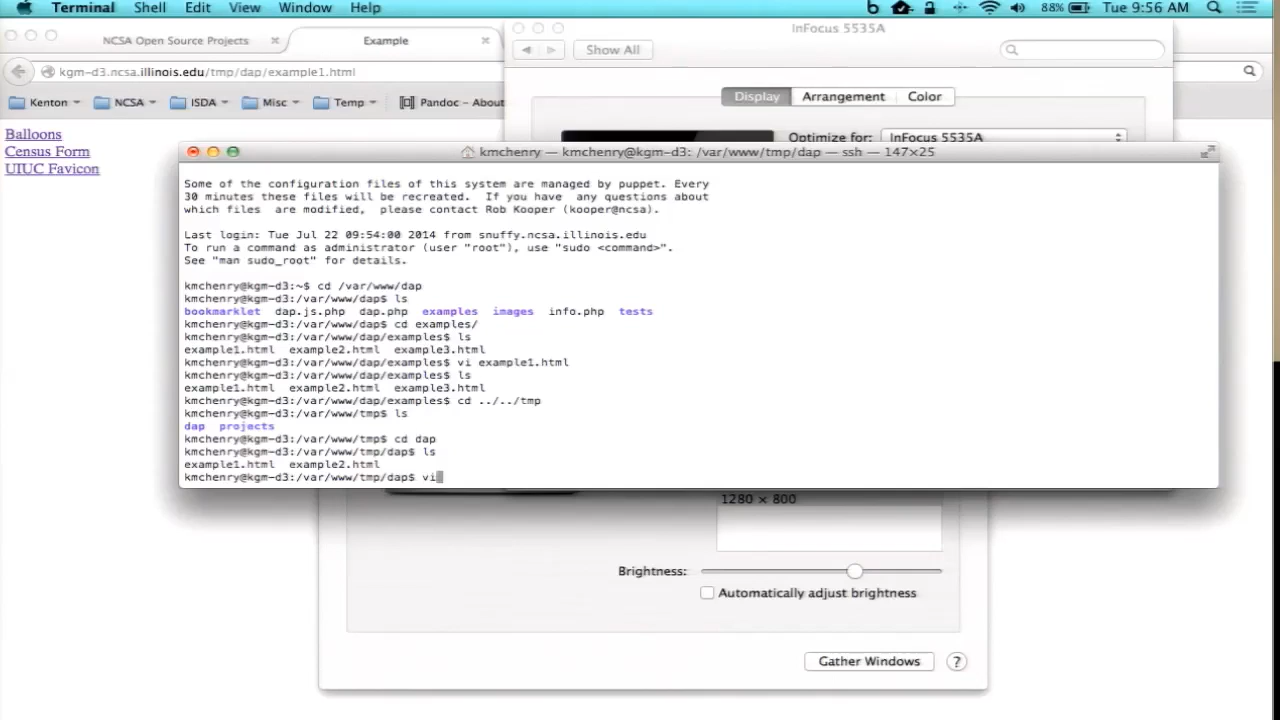 Terminal Shell Edit View Window Help 88% Tue 9:56 AM
NCSA Open Source Projects Example InFocus 5535A
Show All
kgm-d3.ncsa.illinois.edu/tmp/dap/example1.html
Kenton NCSA ISDA Misc Temp Pandoc - About
Display Arrangement Color
Balloons
Census Form
UIUC Favicon
Optimize for: InFocus 5535A
kmchenry — kmchenry@kgm-d3: /var/www/tmp/dap — ssh — 147×25
Some of the configuration files of this system are managed by puppet. Every
30 minutes these files will be recreated. If you have any questions about
which files are modified, please contact Rob Kooper (kooper@ncsa).
Last login: Tue Jul 22 09:54:00 2014 from snuffy.ncsa.illinois.edu
To run a command as administrator (user "root"), use "sudo <command>".
See "man sudo_root" for details.
kmchenry@kgm-d3:~$ cd /var/www/dap
kmchenry@kgm-d3:/var/www/dap$ ls
bookmarklet dap.js.php dap.php examples images info.php tests
kmchenry@kgm-d3:/var/www/dap$ cd examples/
kmchenry@kgm-d3:/var/www/dap/examples$ ls
example1.html example2.html example3.html
kmchenry@kgm-d3:/var/www/dap/examples$ vi example1.html
kmchenry@kgm-d3:/var/www/dap/examples$ ls
example1.html example2.html example3.html
kmchenry@kgm-d3:/var/www/dap/examples$ cd ../../tmp
kmchenry@kgm-d3:/var/www/tmp$ ls
dap projects
kmchenry@kgm-d3:/var/www/tmp$ cd dap
kmchenry@kgm-d3:/var/www/tmp/dap$ ls
example1.html example2.html
kmchenry@kgm-d3:/var/www/tmp/dap$ vi
1280 × 800
Brightness:
Automatically adjust brightness
Gather Windows ?